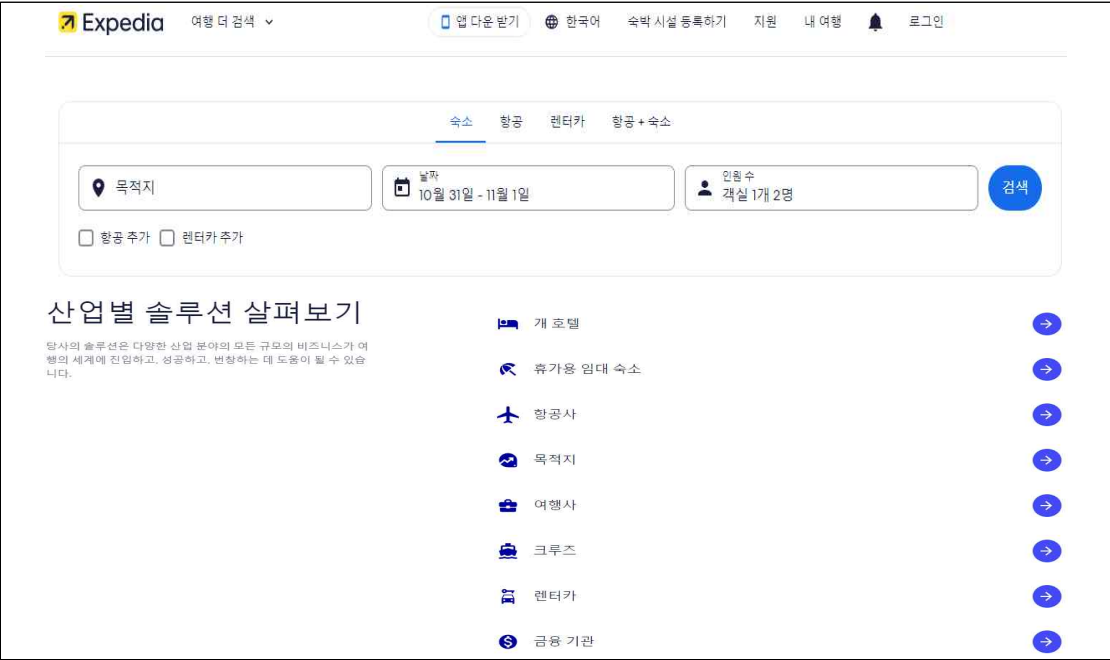 Expedia 여행 더 검색 앱 다운 받기 한국어 숙박 시설 등록하기 지원 내 여행 로그인
숙소 항공 렌터카 항공 + 숙소
목적지
날짜
10월 31일 - 11월 1일
인원 수
객실 1개 2명
검색
항공 추가 렌터카 추가
산업별 솔루션 살펴보기
당사의 솔루션은 다양한 산업 분야의 모든 규모의 비즈니스가 여
행의 세계에 진입하고, 성공하고, 번창하는 데 도움이 될 수 있습
니다.
개 호텔
휴가용 임대 숙소
항공사
목적지
여행사
크루즈
렌터카
금융 기관